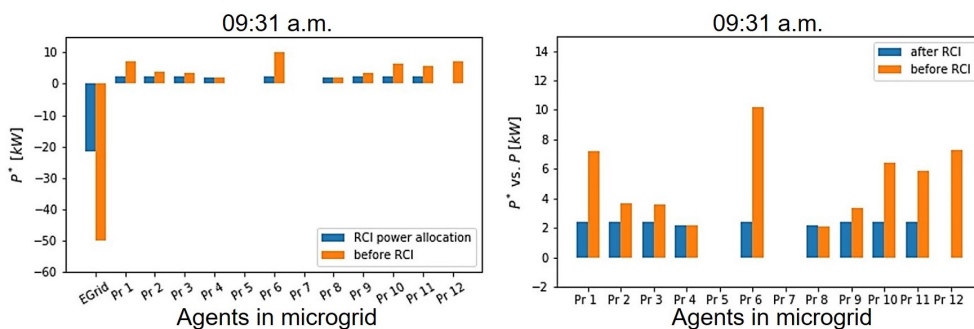 09:31 a.m.
P* [kW]
10
0
−10
−20
−30
−40
−50
−60
RCI power allocation
before RCI
EGrid Pr 1 Pr 2 Pr 3 Pr 4 Pr 5 Pr 6 Pr 7 Pr 8 Pr 9 Pr 10 Pr 11 Pr 12
Agents in microgrid
09:31 a.m.
P* vs. P [kW]
14
12
10
8
6
4
2
0
−2
after RCI
before RCI
Pr 1 Pr 2 Pr 3 Pr 4 Pr 5 Pr 6 Pr 7 Pr 8 Pr 9 Pr 10 Pr 11 Pr 12
Agents in microgrid